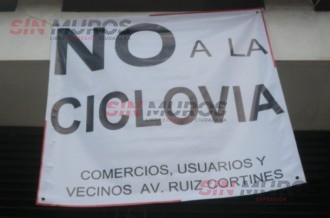 SIN MUROS
NO A LA
CICLOVIA
COMERCIOS, USUARIOS Y
VECINOS AV. RUIZ CORTINES